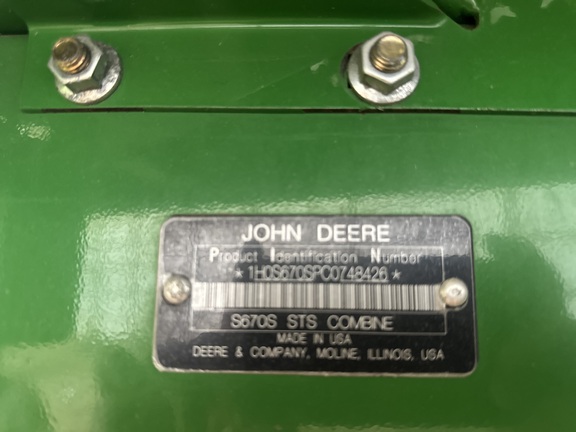 JOHN DEERE
Product Identification Number
*1H0S670SPC0748426*
S670S STS COMBINE
MADE IN USA
DEERE & COMPANY, MOLINE, ILLINOIS, USA